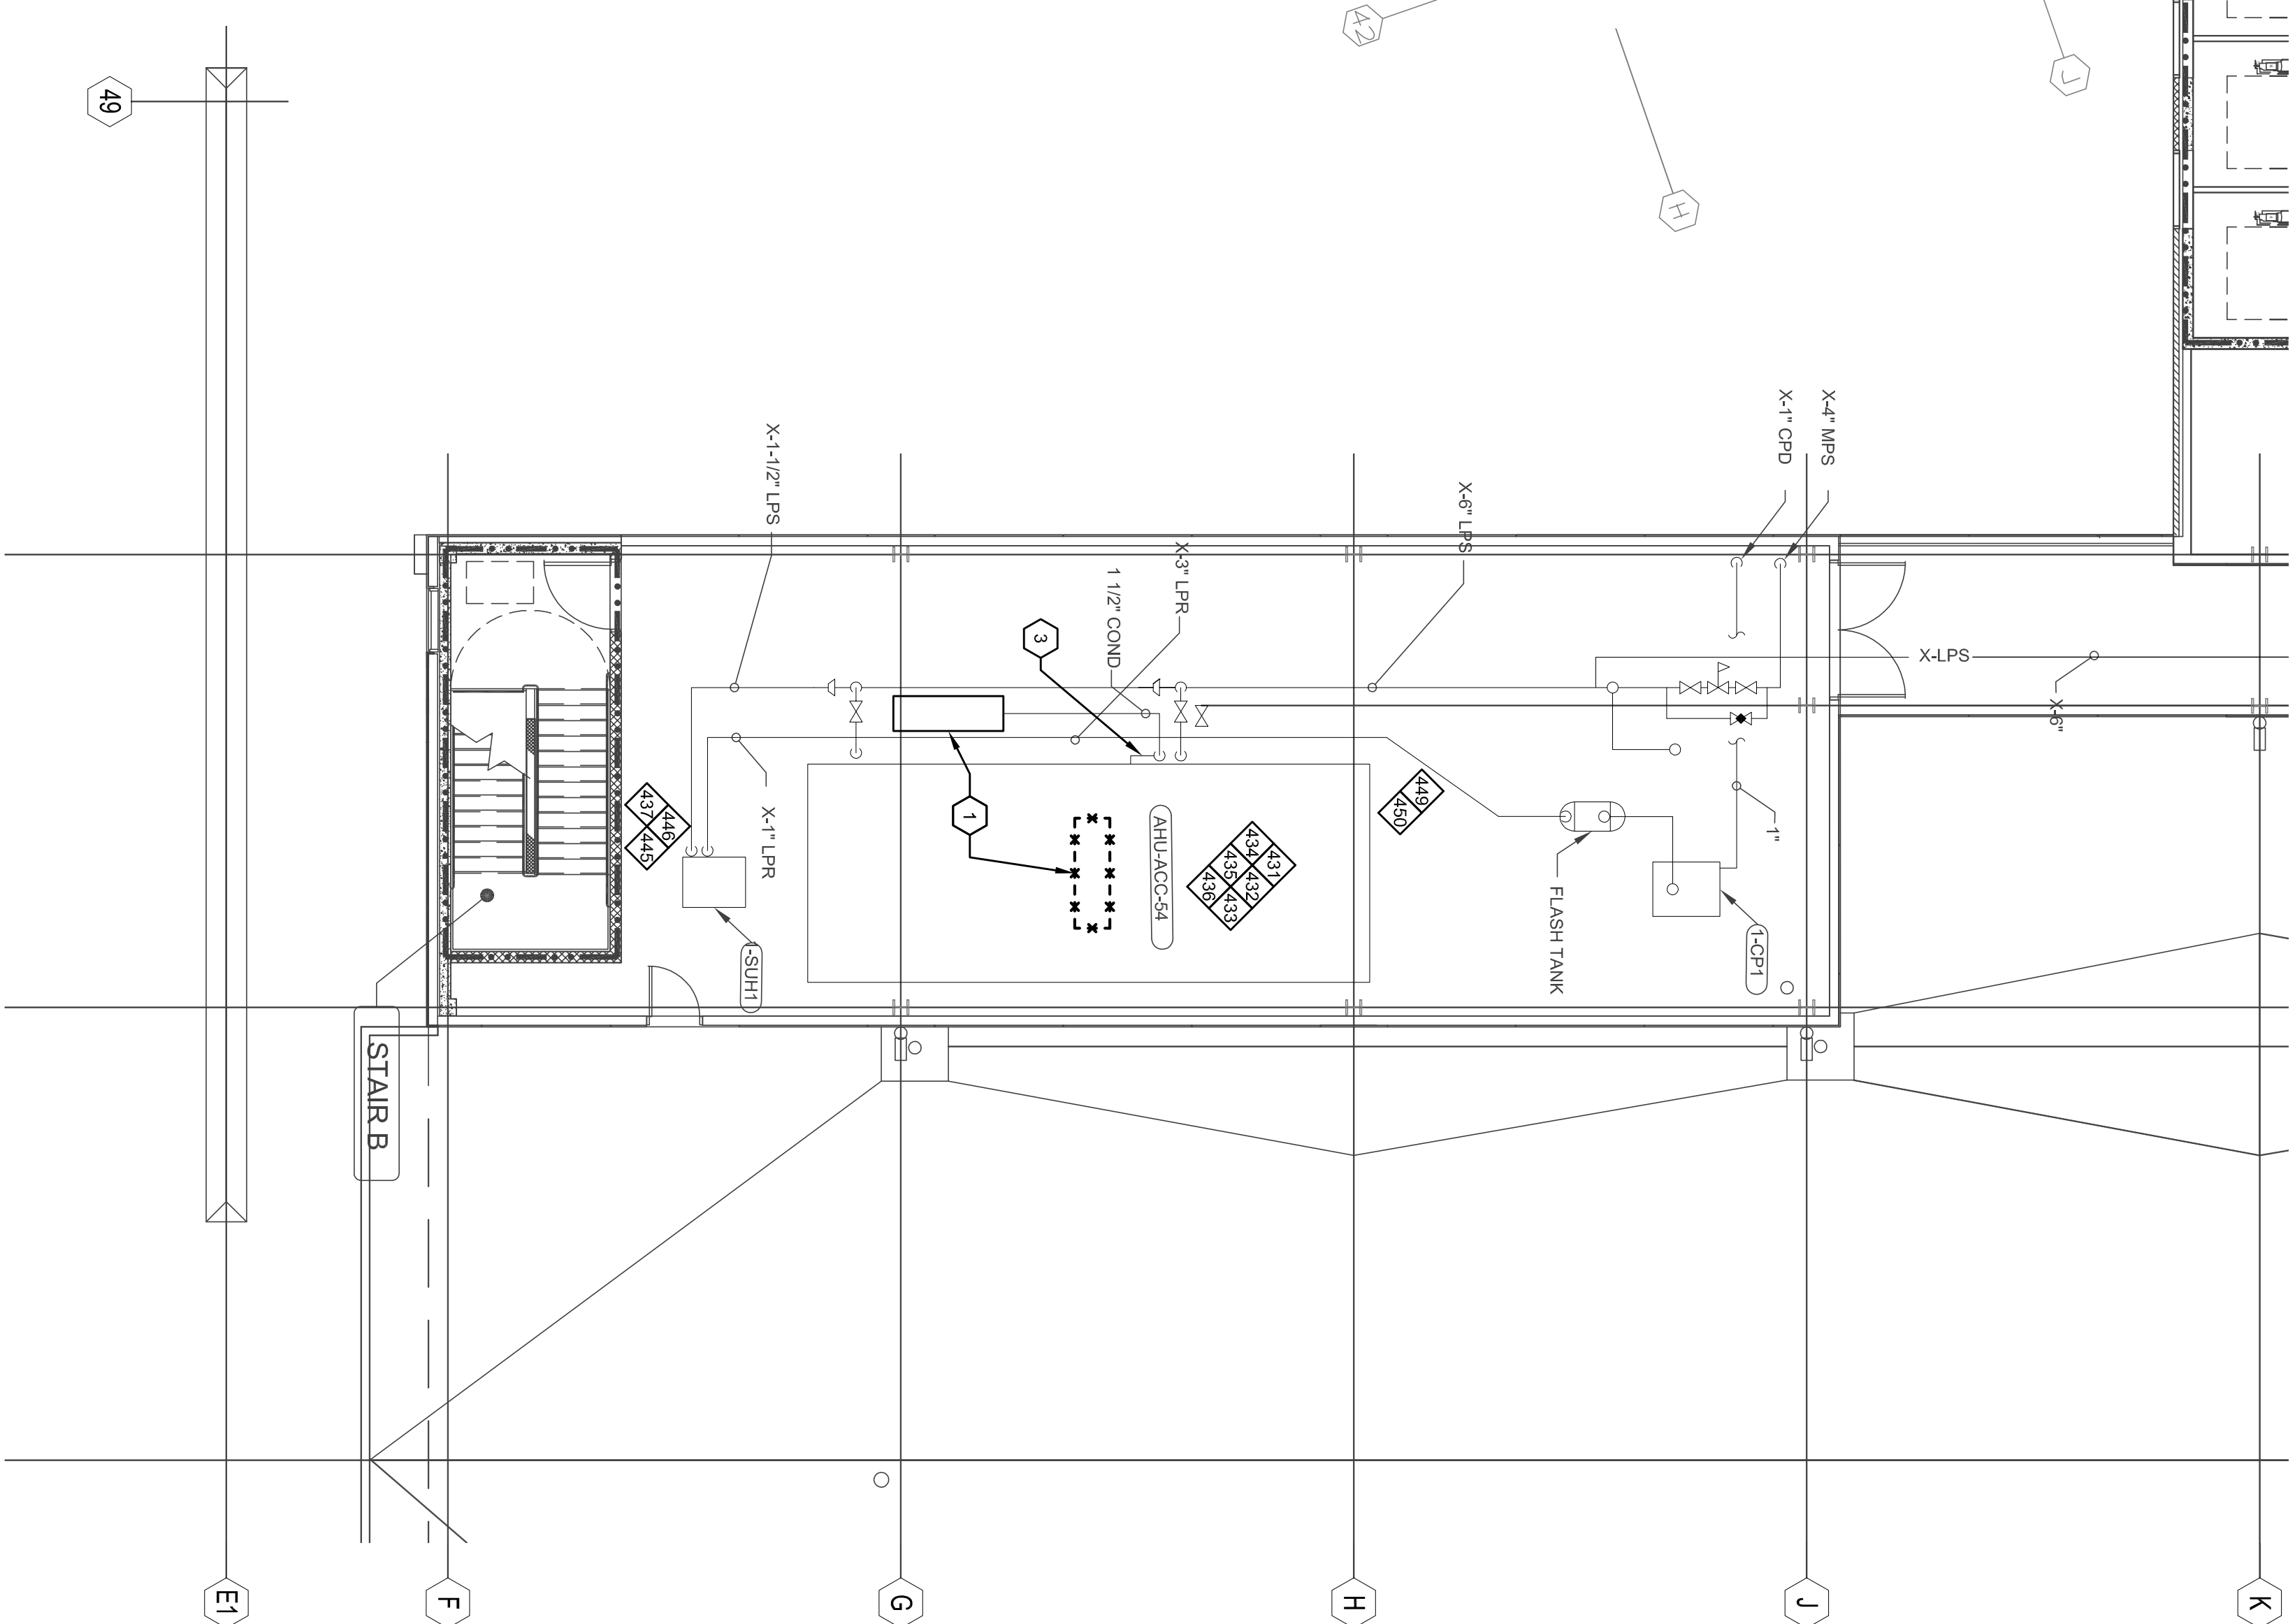 42
J
H
49
X-4" MPS
X-1" CPD
X-1-1/2" LPS
X-6" LPS
X-3" LPR
1 1/2" COND
3
X-LPS
X-6"
1
1"
449
450
437
446
445
X-1" LPR
AHU-ACC-54
431
434
432
435
433
436
FLASH TANK
1-CP1
-SUH1
STAIR B
E1
F
G
H
J
K